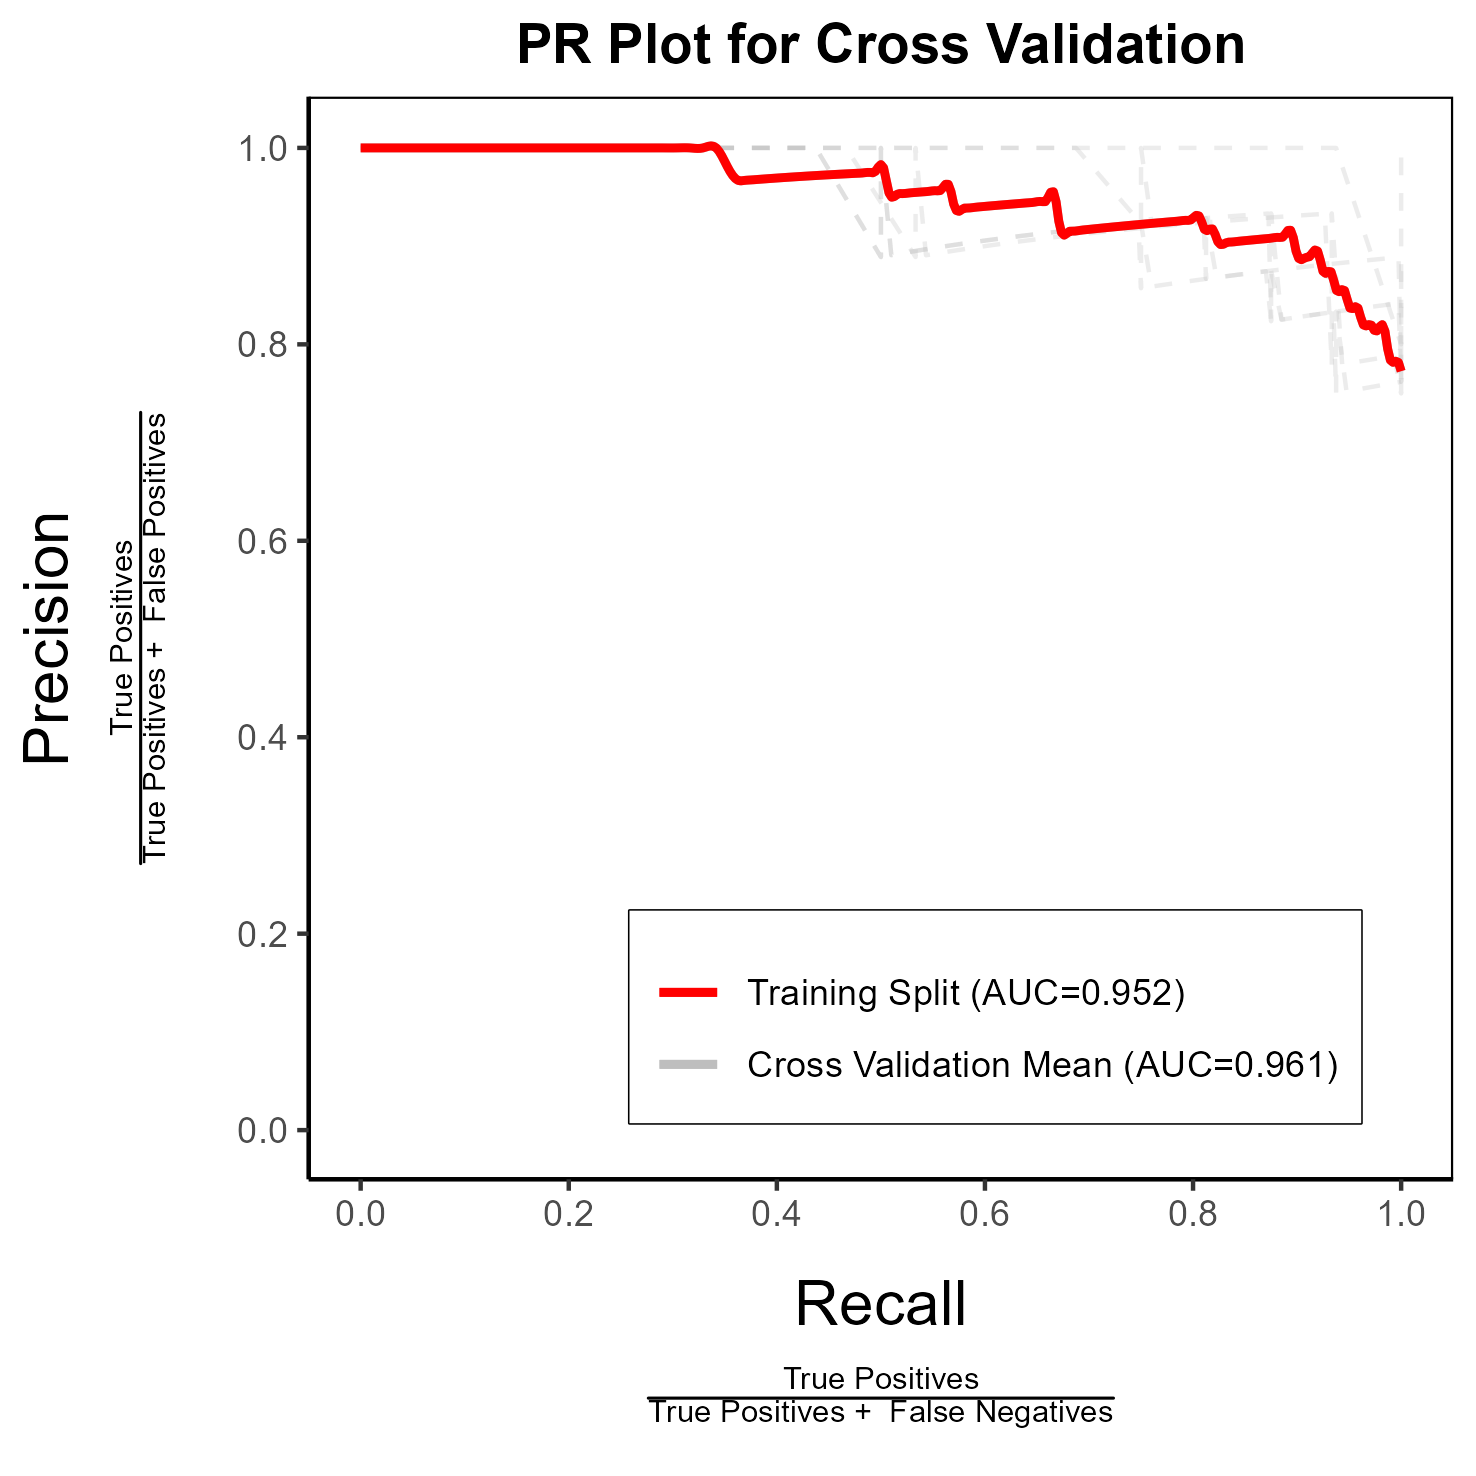 PR Plot for Cross Validation
Precision
True Positives
True Positives + False Positives
1.0
0.8
0.6
0.4
0.2
0.0
Training Split (AUC=0.952)
Cross Validation Mean (AUC=0.961)
0.0 0.2 0.4 0.6 0.8 1.0
Recall
True Positives
True Positives + False Negatives